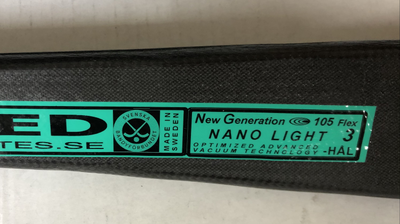 ED
TES.SE
SVENSKA
BANDYFÖRBUNDET
MADE IN
SWEDEN
New Generation CCC 105 Flex
NANO LIGHT 3
OPTIMIZED ADVANCED
VACUUM TECHNOLOGY -HAL